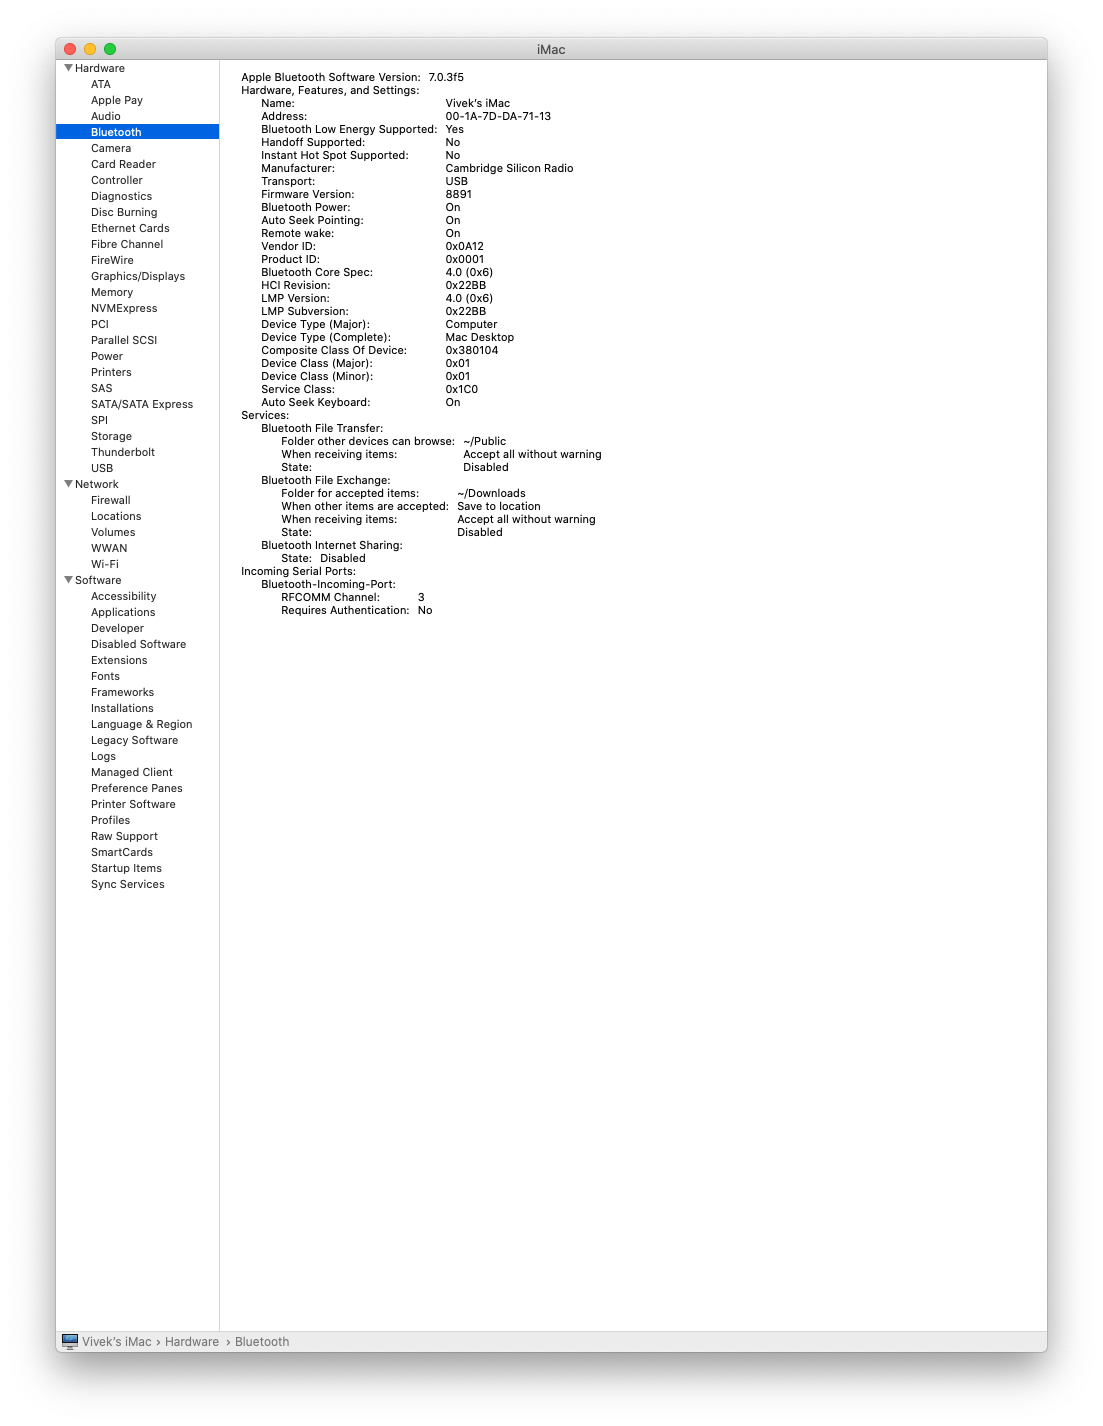 iMac
Hardware
ATA
Apple Pay
Audio
Bluetooth
Camera
Card Reader
Controller
Diagnostics
Disc Burning
Ethernet Cards
Fibre Channel
FireWire
Graphics/Displays
Memory
NVMExpress
PCI
Parallel SCSI
Power
Printers
SAS
SATA/SATA Express
SPI
Storage
Thunderbolt
USB
Network
Firewall
Locations
Volumes
WWAN
Wi-Fi
Software
Accessibility
Applications
Developer
Disabled Software
Extensions
Fonts
Frameworks
Installations
Language & Region
Legacy Software
Logs
Managed Client
Preference Panes
Printer Software
Profiles
Raw Support
SmartCards
Startup Items
Sync Services
Apple Bluetooth Software Version: 7.0.3f5
Hardware, Features, and Settings:
Name: Vivek’s iMac
Address: 00-1A-7D-DA-71-13
Bluetooth Low Energy Supported: Yes
Handoff Supported: No
Instant Hot Spot Supported: No
Manufacturer: Cambridge Silicon Radio
Transport: USB
Firmware Version: 8891
Bluetooth Power: On
Auto Seek Pointing: On
Remote wake: On
Vendor ID: 0x0A12
Product ID: 0x0001
Bluetooth Core Spec: 4.0 (0x6)
HCI Revision: 0x22BB
LMP Version: 4.0 (0x6)
LMP Subversion: 0x22BB
Device Type (Major): Computer
Device Type (Complete): Mac Desktop
Composite Class Of Device: 0x380104
Device Class (Major): 0x01
Device Class (Minor): 0x01
Service Class: 0x1C0
Auto Seek Keyboard: On
Services:
Bluetooth File Transfer:
Folder other devices can browse: ~/Public
When receiving items: Accept all without warning
State: Disabled
Bluetooth File Exchange:
Folder for accepted items: ~/Downloads
When other items are accepted: Save to location
When receiving items: Accept all without warning
State: Disabled
Bluetooth Internet Sharing:
State: Disabled
Incoming Serial Ports:
Bluetooth-Incoming-Port:
RFCOMM Channel: 3
Requires Authentication: No
Vivek’s iMac › Hardware › Bluetooth